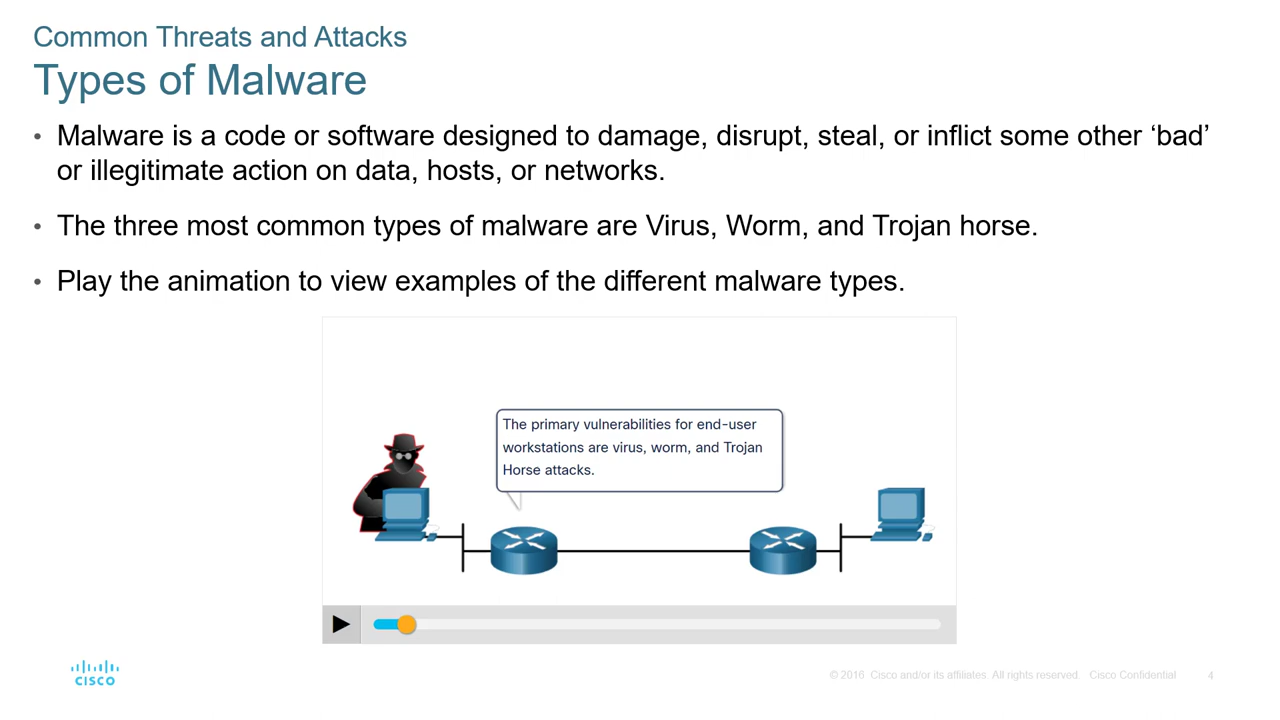 Common Threats and Attacks
Types of Malware
• Malware is a code or software designed to damage, disrupt, steal, or inflict some other ‘bad’
or illegitimate action on data, hosts, or networks.
• The three most common types of malware are Virus, Worm, and Trojan horse.
• Play the animation to view examples of the different malware types.
The primary vulnerabilities for end-user
workstations are virus, worm, and Trojan
Horse attacks.
CISCO
© 2016 Cisco and/or its affiliates. All rights reserved. Cisco Confidential 4